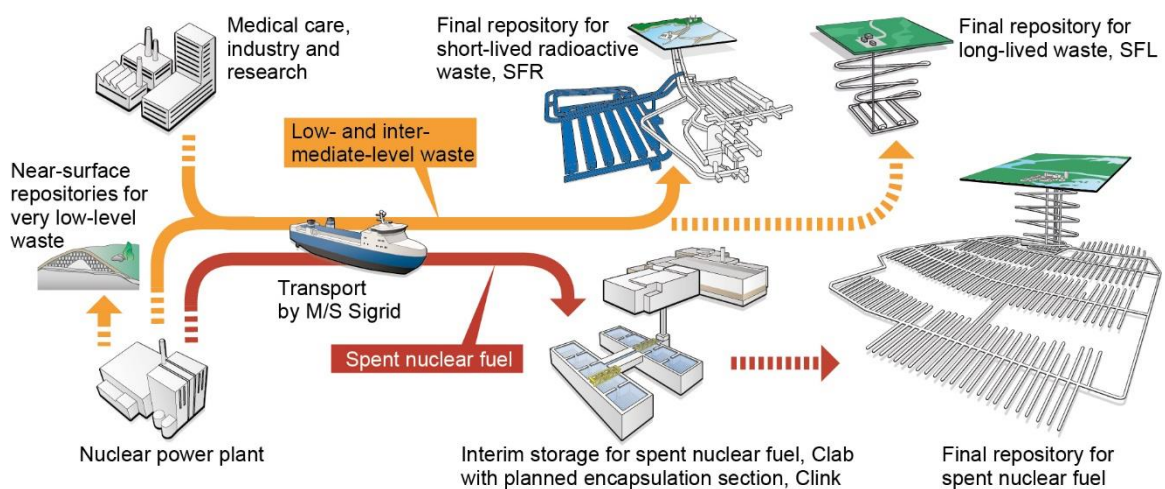 Medical care,
industry and
research
Final repository for
short-lived radioactive
waste, SFR
Final repository for
long-lived waste, SFL
Low- and inter-
mediate-level waste
Near-surface
repositories for
very low-level
waste
Transport
by M/S Sigrid
Spent nuclear fuel
Nuclear power plant
Interim storage for spent nuclear fuel, Clab
with planned encapsulation section, Clink
Final repository for
spent nuclear fuel